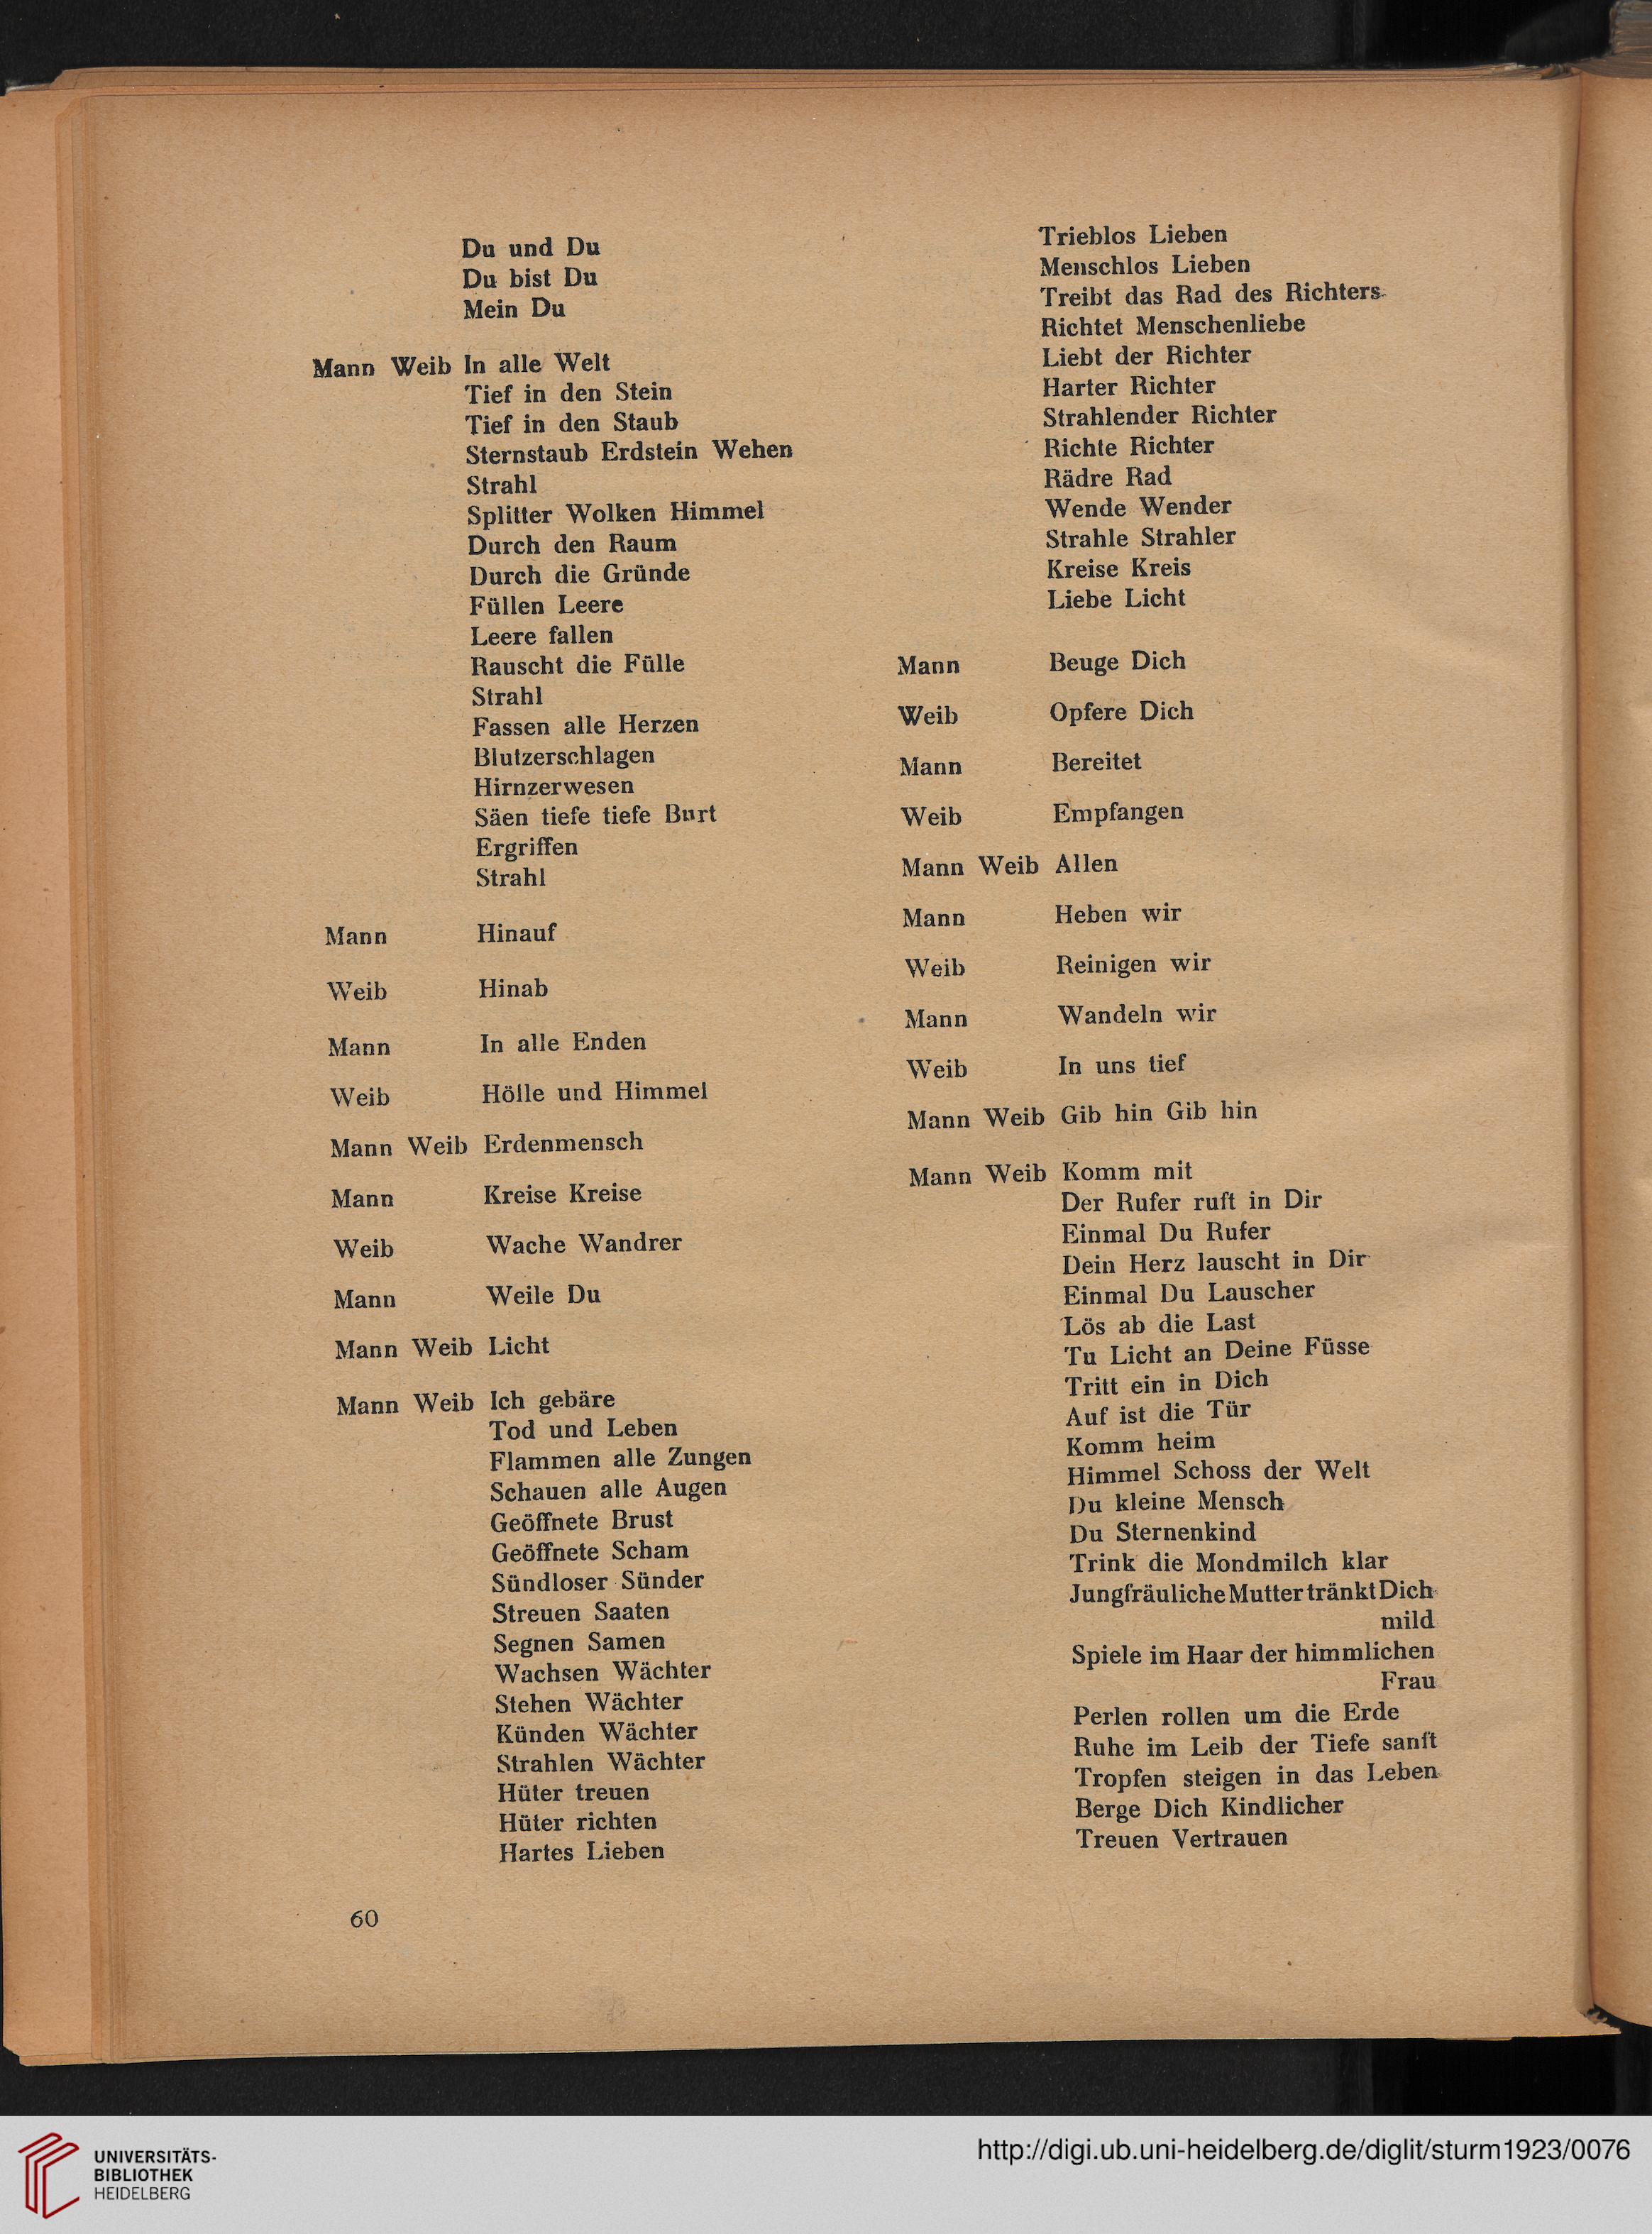 Du und Du
Du bist Du
Mein Du
Mann Weib In alle Welt
Tief in den Stein
Tief in den Staub
Sternstaub Erdstein Wehen
Strahl
Splitter Wolken Himmel
Durch den Raum
Durch die Gründe
Füllen Leere
Leere fallen
Rauscht die Fülle
Strahl
Fassen alle Herzen
Blutzerschlagen
Hirnzerwesen
Säen tiefe tiefe Burt
Ergriffen
Strahl
Mann Hinauf
Weib Hinab
Mann In alle Enden
Weib Hölle und Himmel
Mann Weib Erdenmensch
Mann Kreise Kreise
Weib Wache Wandrer
Mann Weile Du
Mann Weib Licht
Mann Weib Ich gebäre
Tod und Leben
Flammen alle Zungen
Schauen alle Augen
Geöffnete Brust
Geöffnete Scham
Sündloser Sünder
Streuen Saaten
Segnen Samen
Wachsen Wächter
Stehen Wächter
Künden Wächter
Strahlen Wächter
Hüter treuen
Hüter richten
Hartes Lieben
Trieblos Lieben
Menschlos Lieben
Treibt das Rad des Richters
Richtet Menschenliebe
Liebt der Richter
Harter Richter
Strahlender Richter
Richte Richter
Rädre Rad
Wende Wender
Strahle Strahler
Kreise Kreis
Liebe Licht
Mann Beuge Dich
Weib Opfere Dich
Mann Bereitet
Weib Empfangen
Mann Weib Allen
Mann Heben wir
Weib Reinigen wir
Mann Wandeln wir
Weib In uns tief
Mann Weib Gib hin Gib hin
Mann Weib Komm mit
Der Rufer ruft in Dir
Einmal Du Rufer
Dein Herz lauscht in Dir
Einmal Du Lauscher
Lös ab die Last
Tu Licht an Deine Füsse
Tritt ein in Dich
Auf ist die Tür
Komm heim
Himmel Schoss der Welt
Du kleine Mensch
Du Sternenkind
Trink die Mondmilch klar
Jungfräuliche Mutter tränkt Dich
mild
Spiele im Haar der himmlichen
Frau
Perlen rollen um die Erde
Ruhe im Leib der Tiefe sanft
Tropfen steigen in das Leben
Berge Dich Kindlicher
Treuen Vertrauen
60
UNIVERSITÄTS-
BIBLIOTHEK
HEIDELBERG
http://digi.ub.uni-heidelberg.de/diglit/sturm1923/0076